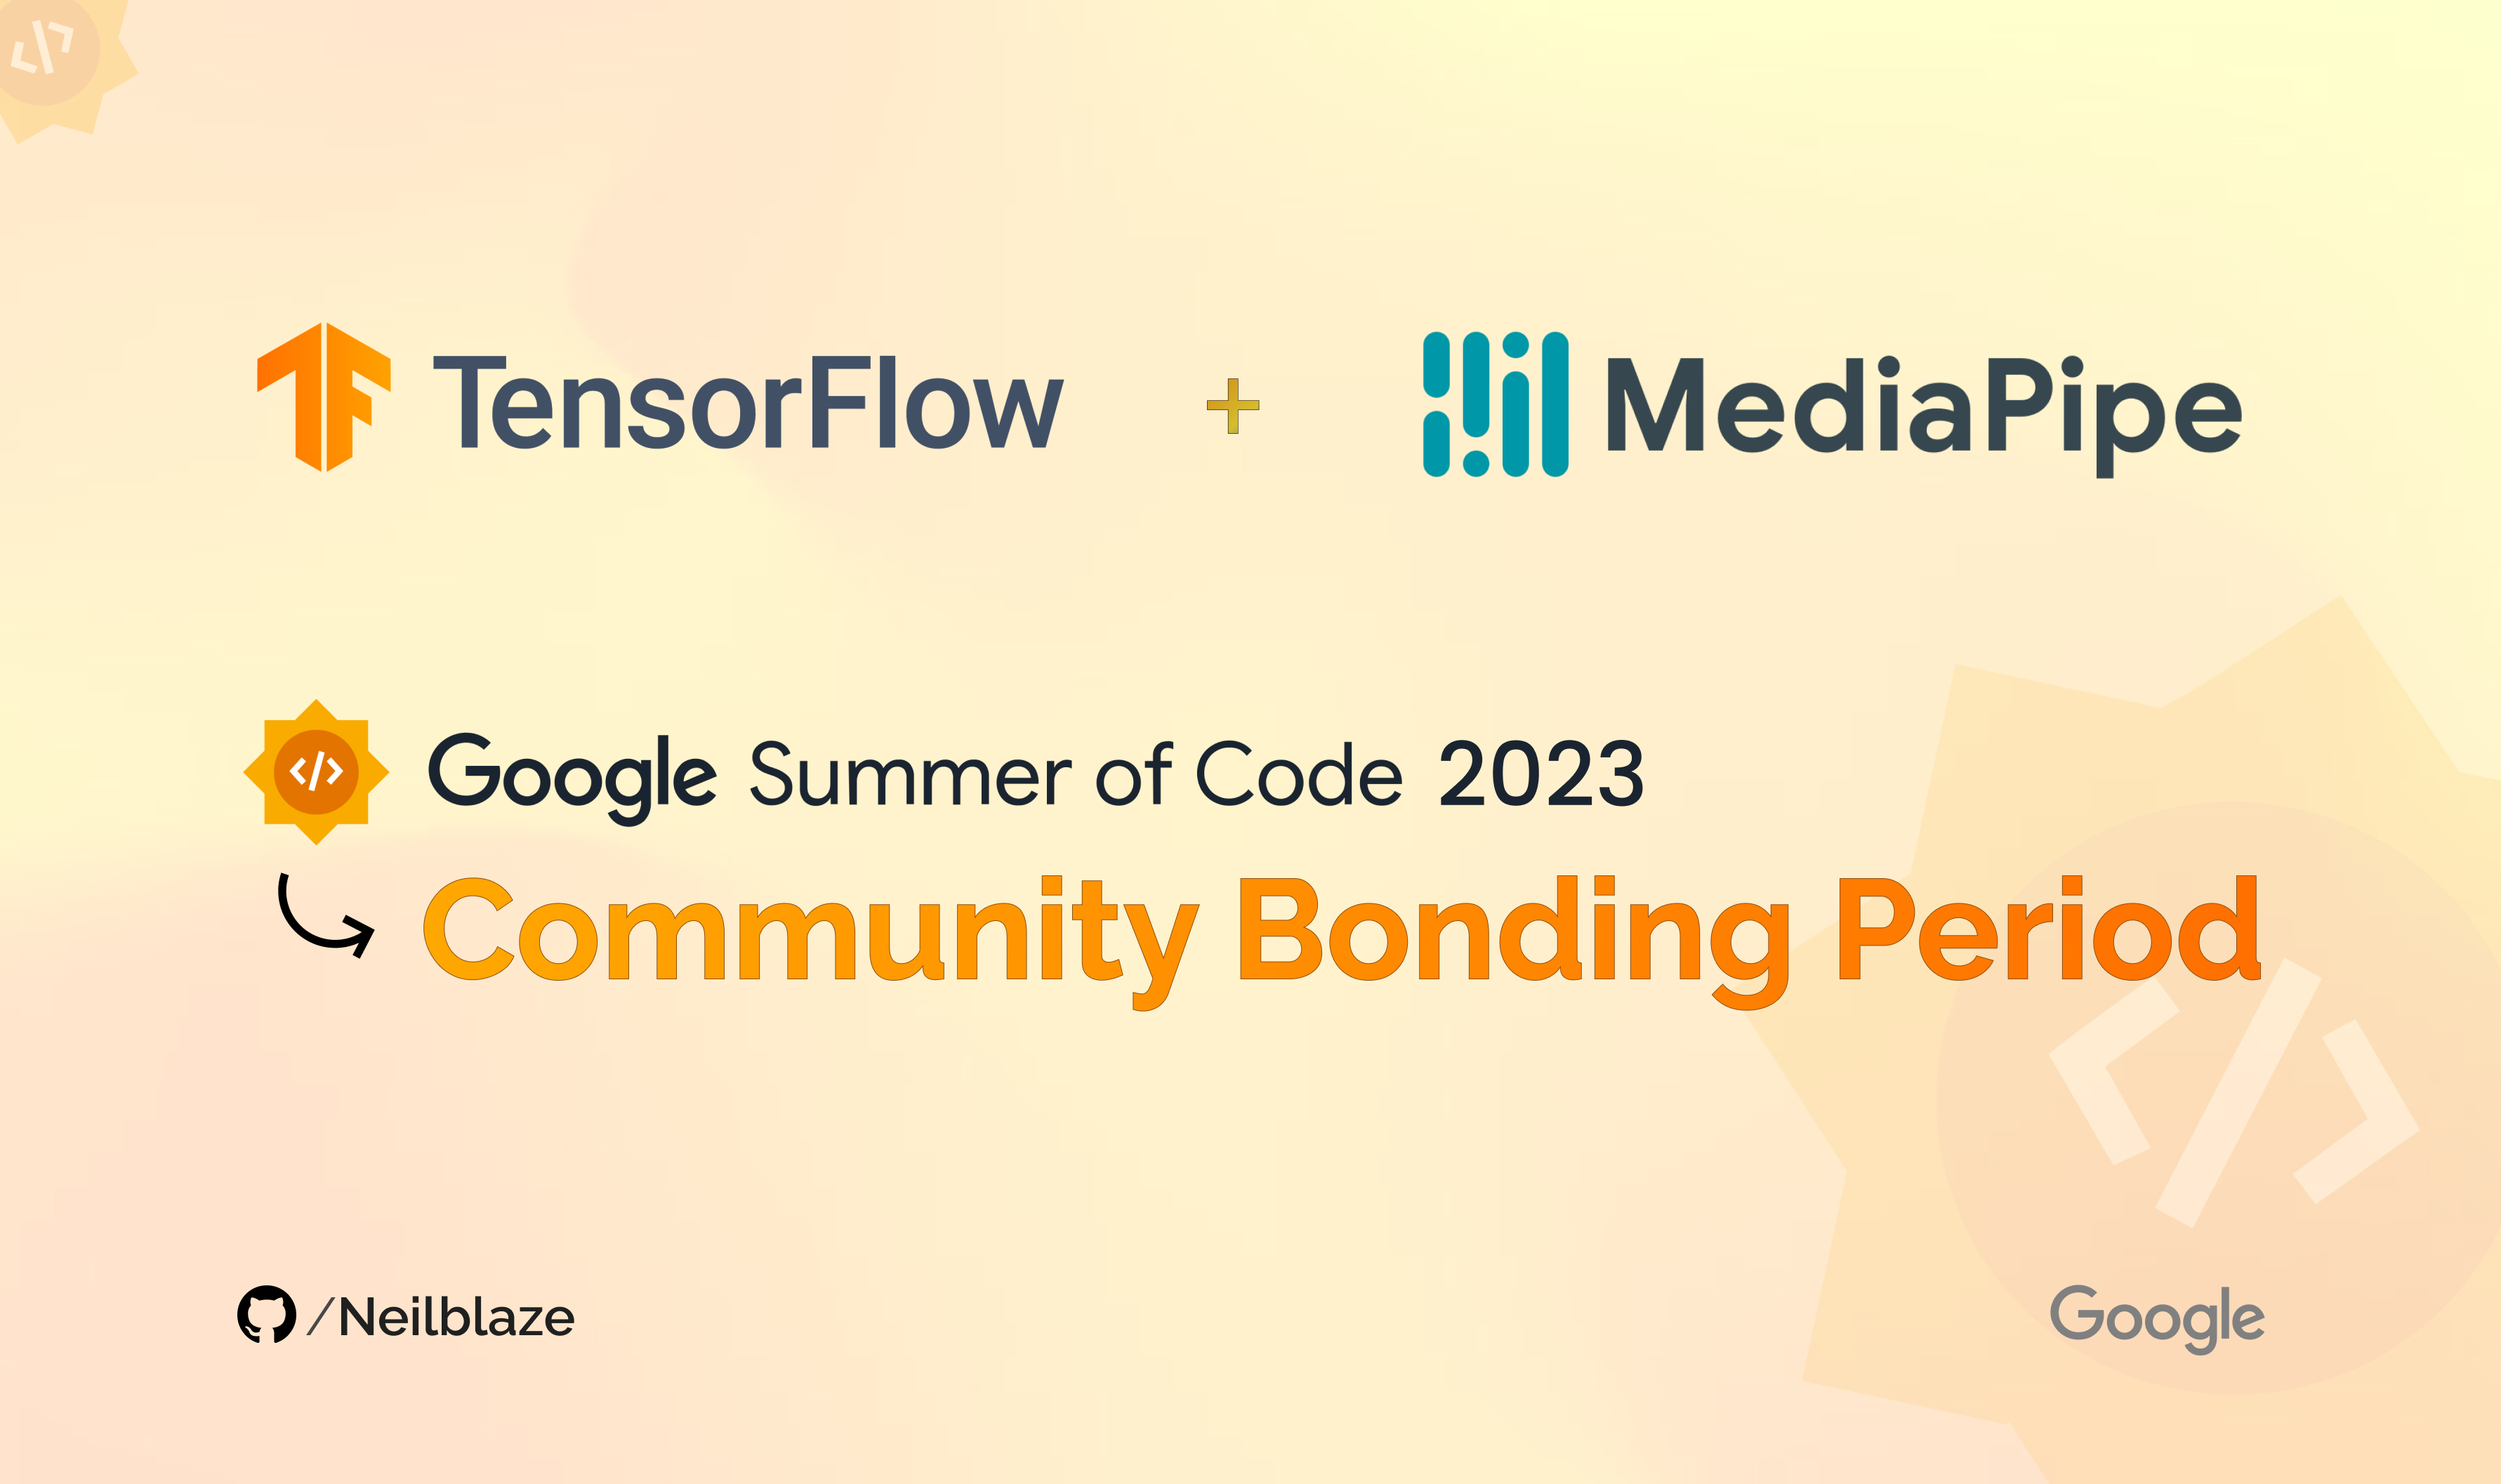 TensorFlow + MediaPipe
</>
Google Summer of Code 2023
Community Bonding Period
/Neilblaze
Google